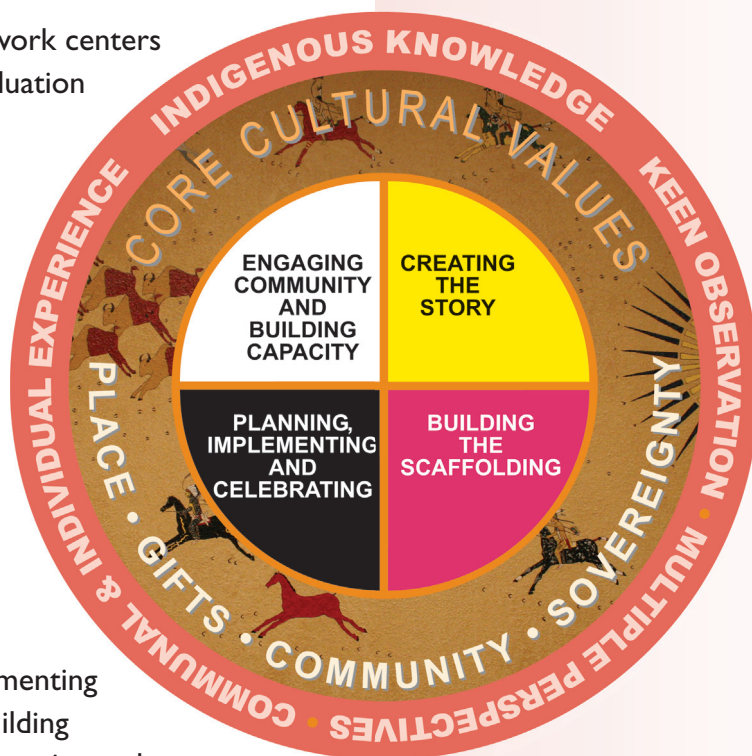 work centers
luation
INDIGENOUS KNOWLEDGE
KEEN OBSERVATION • MULTIPLE PERSPECTIVES • COMMUNAL & INDIVIDUAL EXPERIENCE
CORE CULTURAL VALUES
PLACE • GIFTS • COMMUNITY • SOVEREIGNTY
ENGAGING
COMMUNITY
AND
BUILDING
CAPACITY
CREATING
THE
STORY
PLANNING,
IMPLEMENTING
AND
CELEBRATING
BUILDING
THE
SCAFFOLDING
menting
ilding